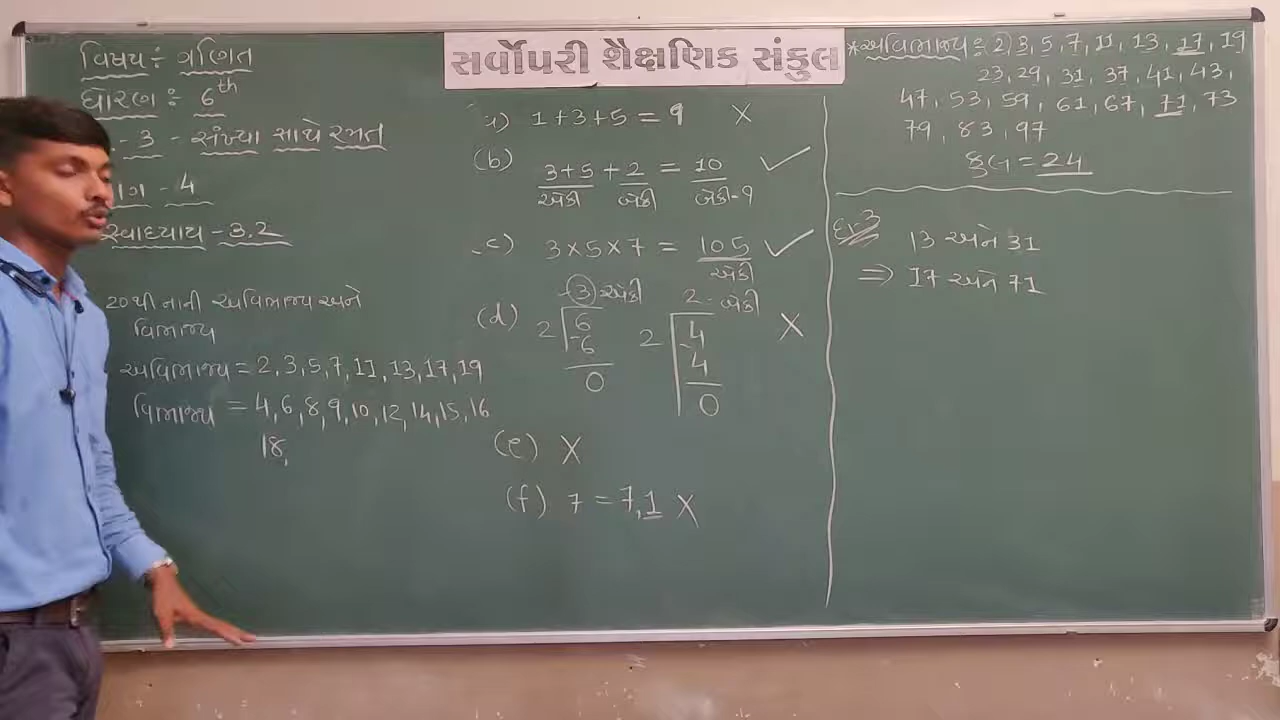 વિષય: ગણિત
ધોરણ: 6th
- 3 - સંખ્યા સાથે રમત
- 4
સ્વાધ્યાય - 3.2
20થી નાની અવિભાજ્ય અને
વિભાજ્ય
અવિભાજ્ય = 2, 3, 5, 7, 11, 13, 17, 19
વિભાજ્ય = 4, 6, 8, 9, 10, 12, 14, 15, 16
18,
સર્વોપરી શૈક્ષણિક સંકુલ
1 + 3 + 5 = 9 X
(b) 3 + 5 + 2 = 10 ✓
એકી બેકી બેકી - 9
c) 3 × 5 × 7 = 105 ✓
એકી
3 એકી 2 - બેકી
(d) 2 6 2 4 X
-6 -4
0 0
(e) X
(f) 7 = 7, 1 X
*અવિભાજ્ય = 2, 3, 5, 7, 11, 13, 17, 19
23, 29, 31, 37, 41, 43,
47, 53, 59, 61, 67, 71, 73
79, 83, 97
કુલ = 24
13 અને 31
⇒ 17 અને 71